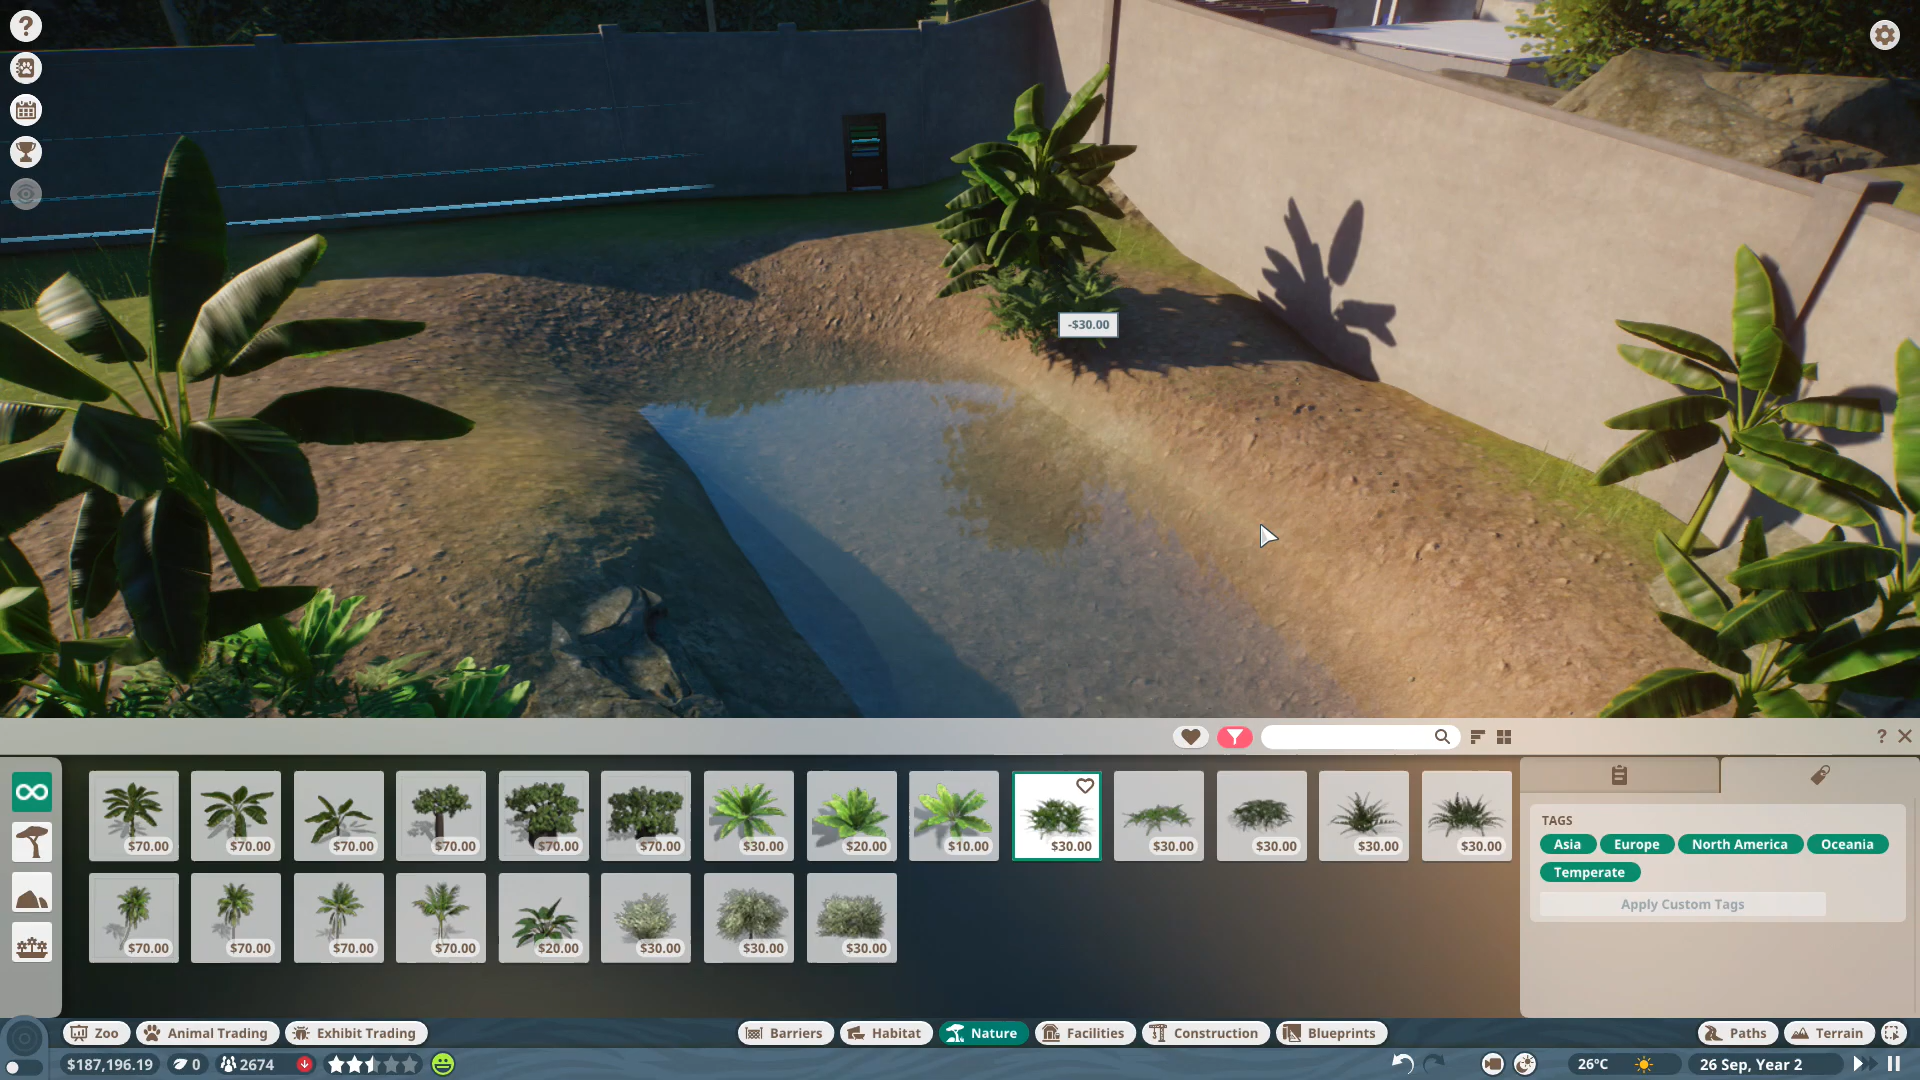 ?
-$30.00
?
$70.00 $70.00 $70.00 $70.00 $70.00 $70.00 $30.00 $20.00 $10.00 $30.00 $30.00 $30.00 $30.00 $30.00
$70.00 $70.00 $70.00 $70.00 $20.00 $30.00 $30.00 $30.00
TAGS
Asia Europe North America Oceania
Temperate
Apply Custom Tags
Zoo Animal Trading Exhibit Trading Barriers Habitat Nature Facilities Construction Blueprints Paths Terrain
$187,196.19 0 2674 26°C 26 Sep, Year 2